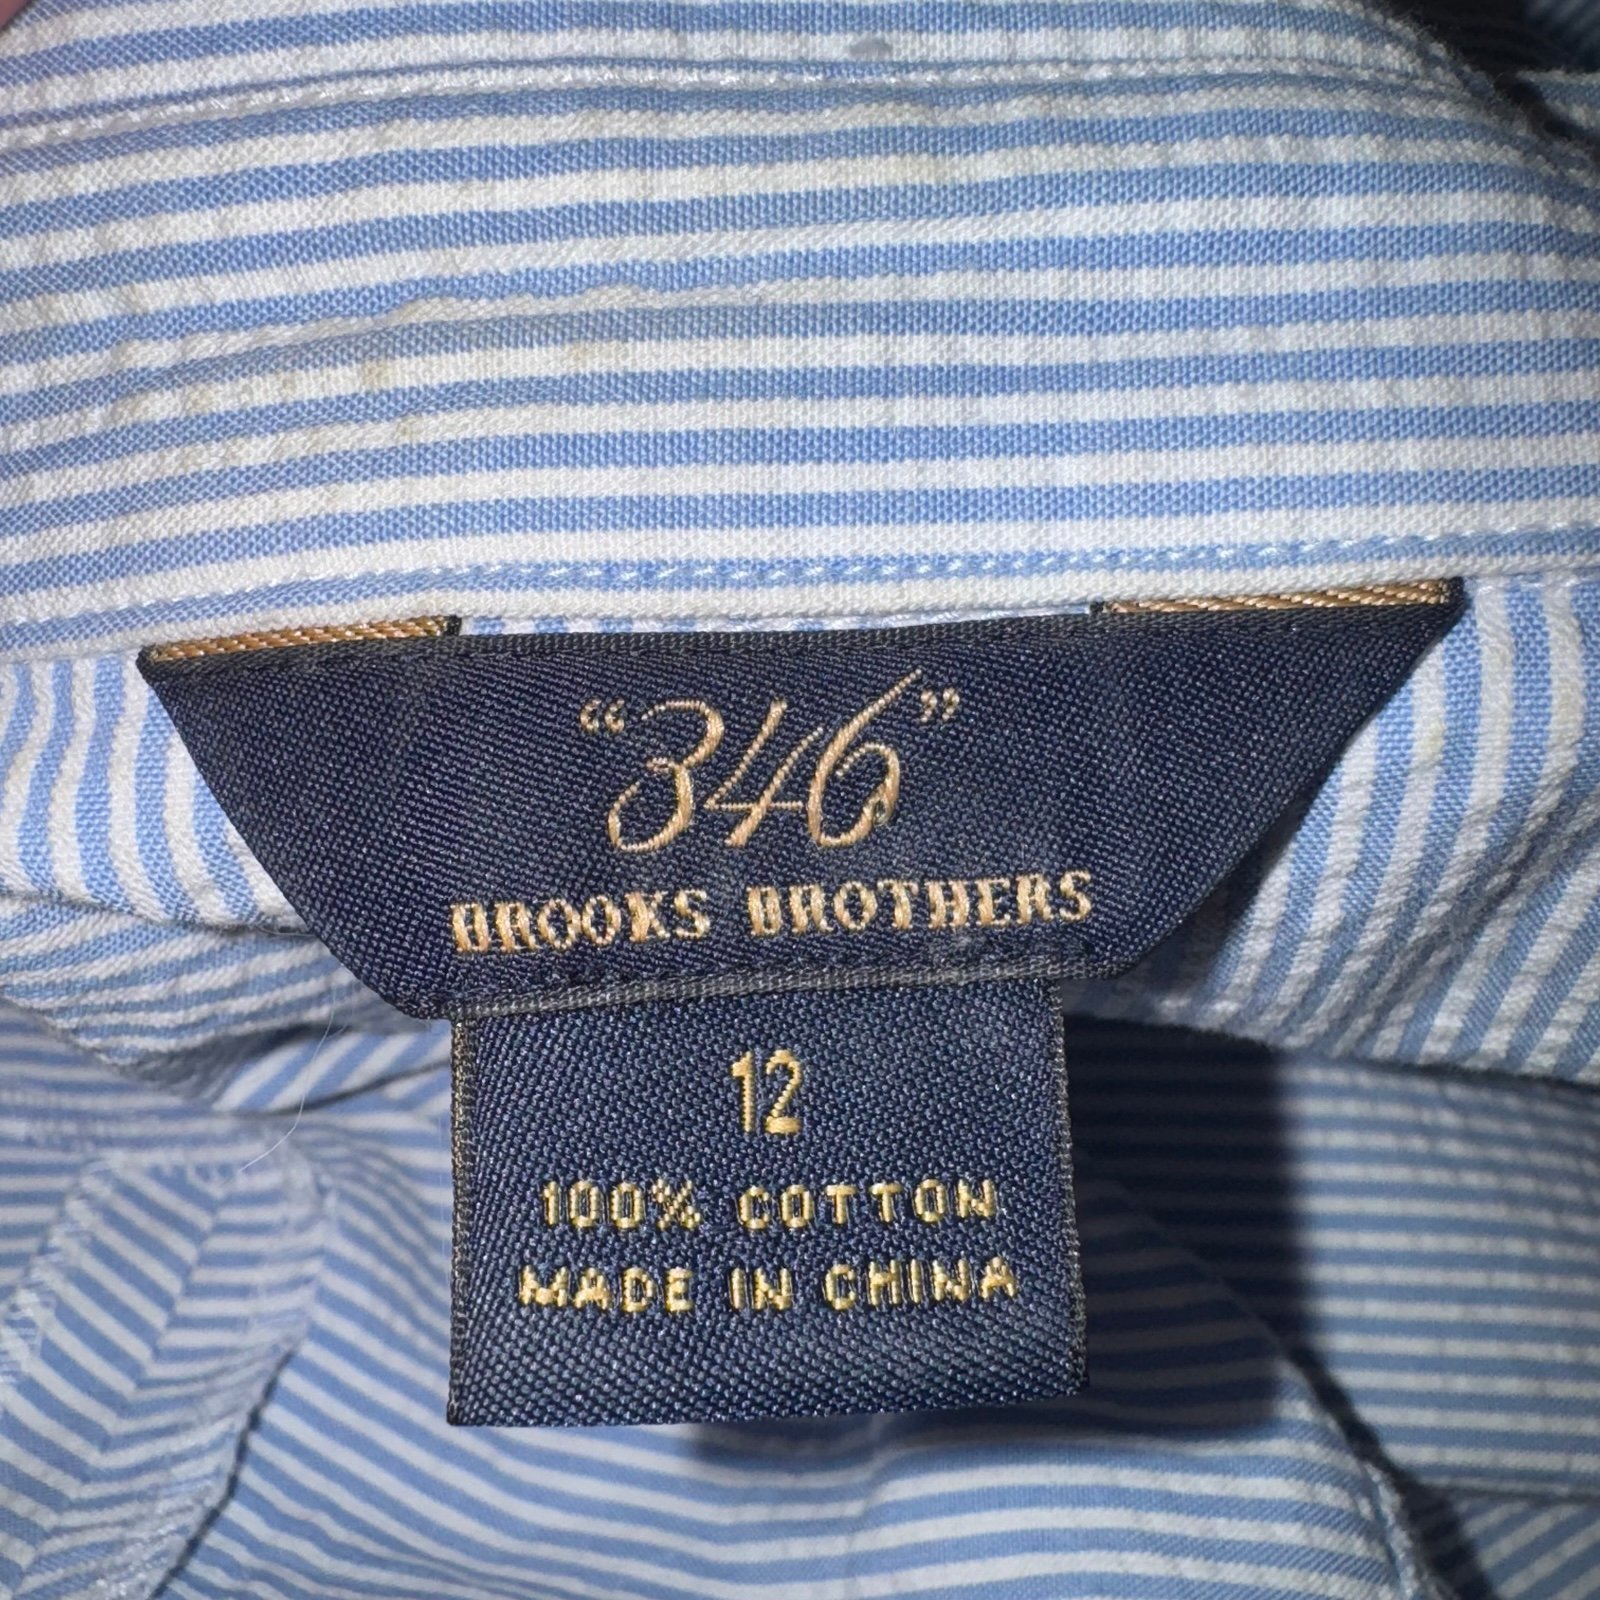 “346”
BROOKS BROTHERS
12
100% COTTON
MADE IN CHINA